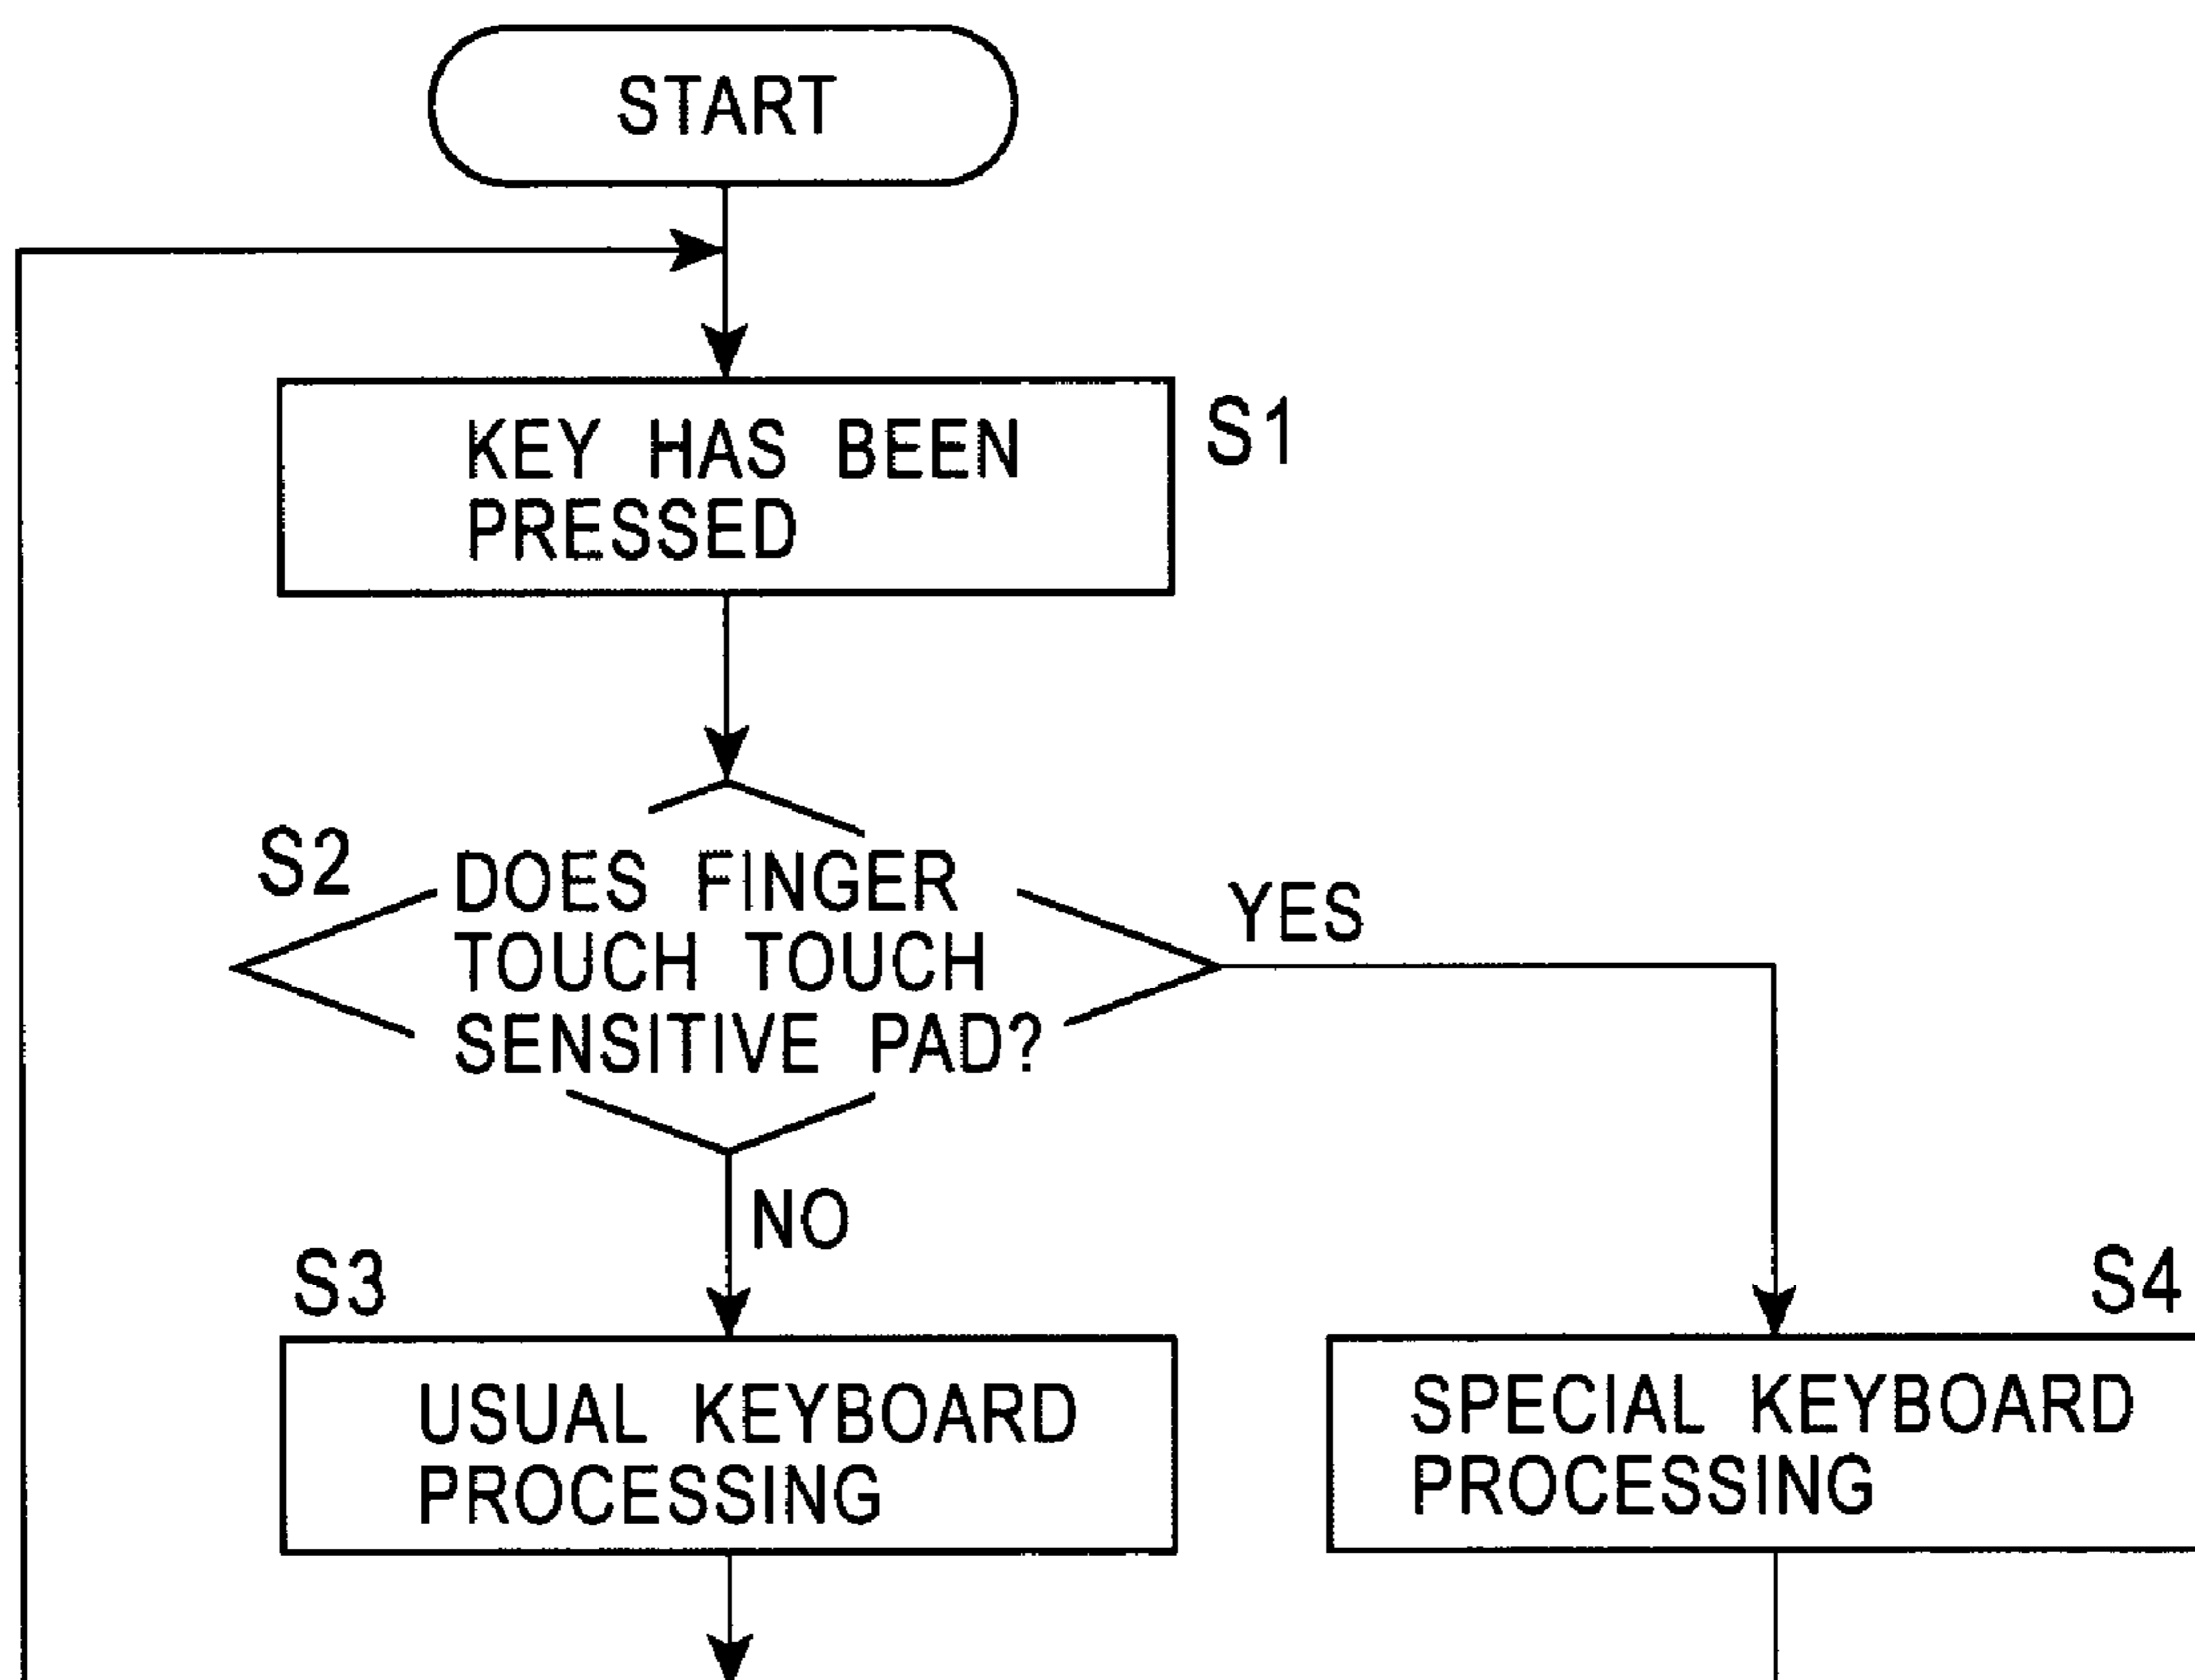 START
KEY HAS BEEN
PRESSED
S1
S2
DOES FINGER
TOUCH TOUCH
SENSITIVE PAD?
YES
NO
S3
USUAL KEYBOARD
PROCESSING
S4
SPECIAL KEYBOARD
PROCESSING